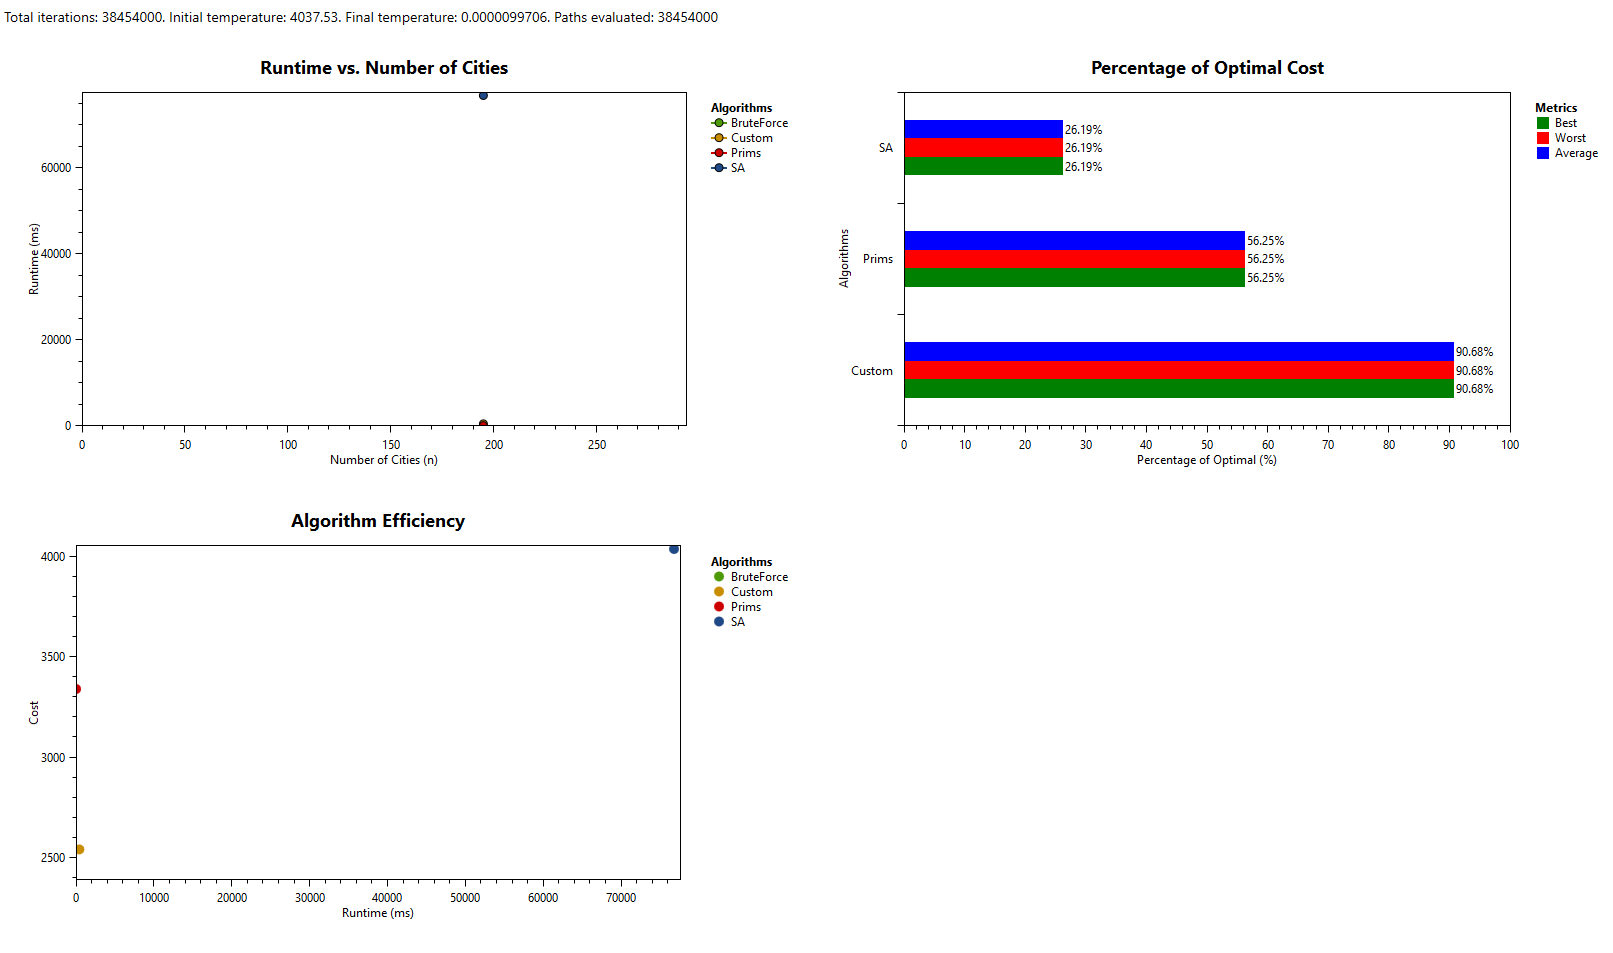 Total iterations: 38454000. Initial temperature: 4037.53. Final temperature: 0.0000099706. Paths evaluated: 38454000
Runtime vs. Number of Cities
Runtime (ms)
60000
40000
20000
0
0 50 100 150 200 250
Number of Cities (n)
Algorithms
BruteForce
Custom
Prims
SA
Percentage of Optimal Cost
Algorithms
SA
26.19%
26.19%
26.19%
Prims
56.25%
56.25%
56.25%
Custom
90.68%
90.68%
90.68%
0 10 20 30 40 50 60 70 80 90 100
Percentage of Optimal (%)
Metrics
Best
Worst
Average
Algorithm Efficiency
Cost
4000
3500
3000
2500
0 10000 20000 30000 40000 50000 60000 70000
Runtime (ms)
Algorithms
BruteForce
Custom
Prims
SA